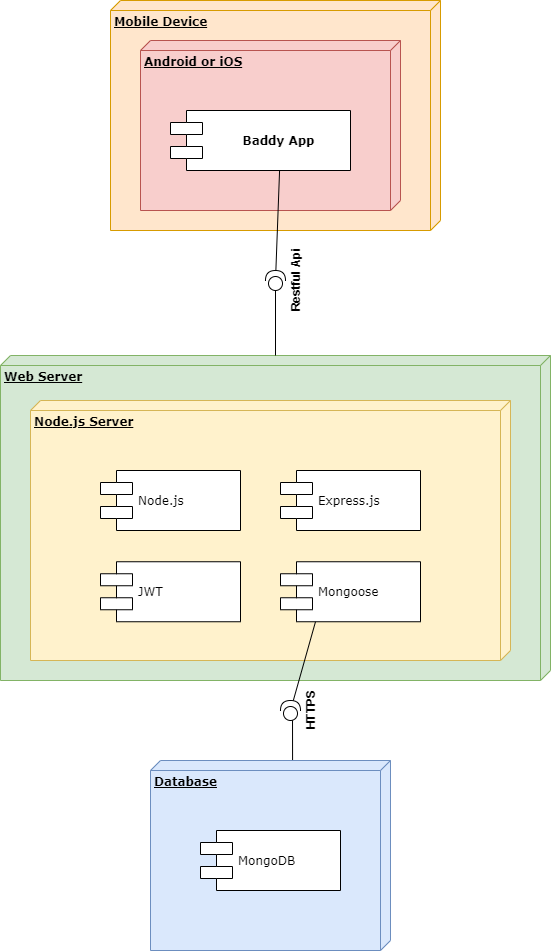 Mobile Device
Android or iOS
Baddy App
Restful Api
Web Server
Node.js Server
Node.js
Express.js
JWT
Mongoose
HTTPS
Database
MongoDB